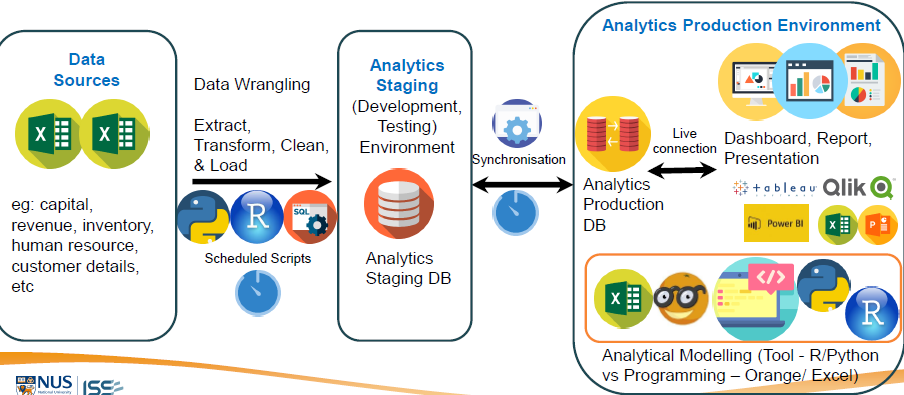 Data
Sources
eg: capital,
revenue, inventory,
human resource,
customer details,
etc
Data Wrangling
Extract,
Transform, Clean,
& Load
SQL
Scheduled Scripts
Analytics
Staging
(Development,
Testing)
Environment
Analytics
Staging DB
Synchronisation
Analytics Production Environment
Analytics
Production
DB
Live
connection
Dashboard, Report,
Presentation
+ableau
Qlik Q
Power BI
X
X
X
P
R
</>
X
R
Analytical Modelling (Tool - R/Python
vs Programming – Orange/ Excel)
NUS
National University
ISS